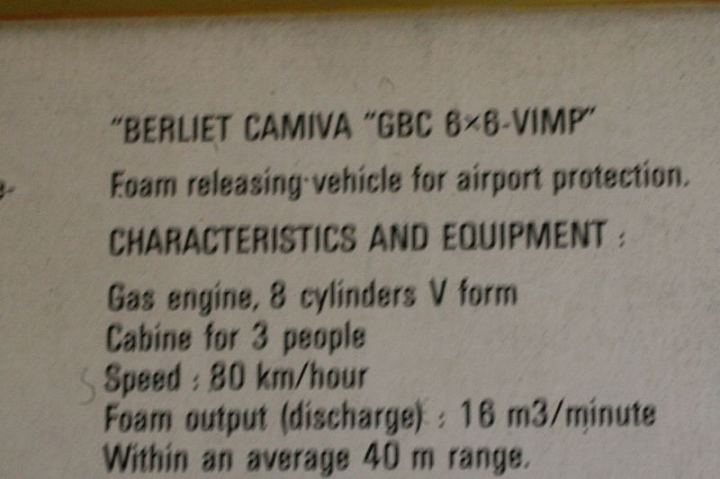 "BERLIET CAMIVA "GBC 6×6-VIMP"
Foam releasing vehicle for airport protection.
CHARACTERISTICS AND EQUIPMENT :
Gas engine, 8 cylinders V form
Cabine for 3 people
Speed : 80 km/hour
Foam output (discharge) : 16 m3/minute
Within an average 40 m range.